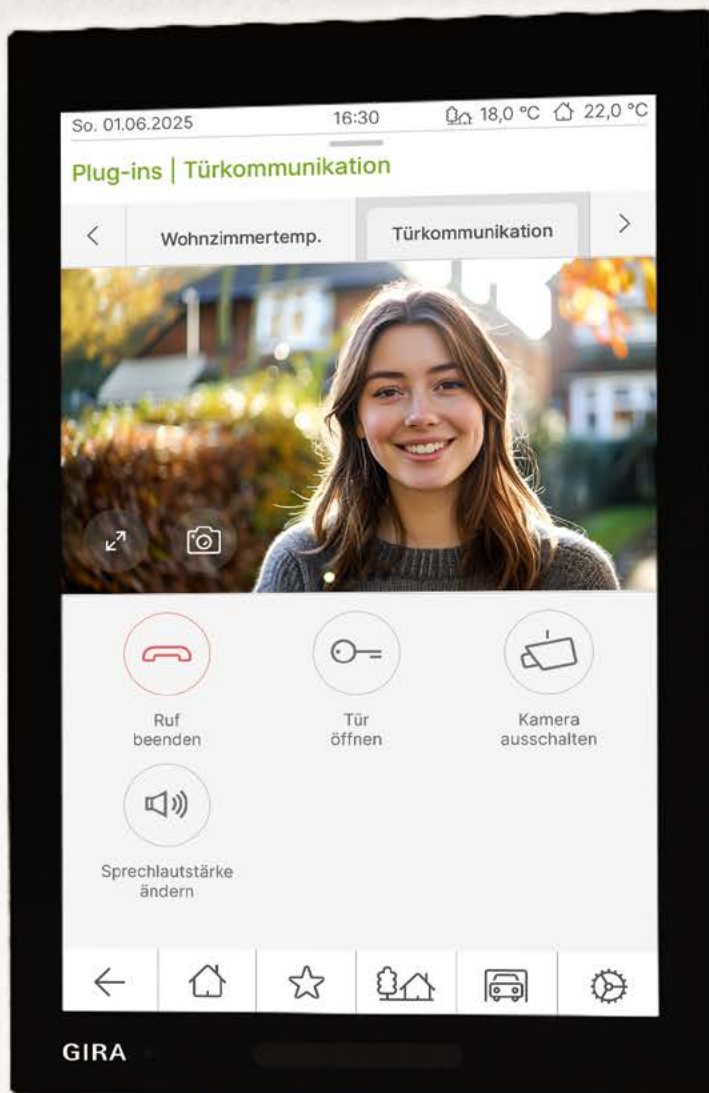 So. 01.06.2025 16:30 18,0 °C 22,0 °C
Plug-ins | Türkommunikation
Wohnzimmertemp. Türkommunikation
Ruf
beenden
Tür
öffnen
Kamera
ausschalten
Sprechlautstärke
ändern
GIRA